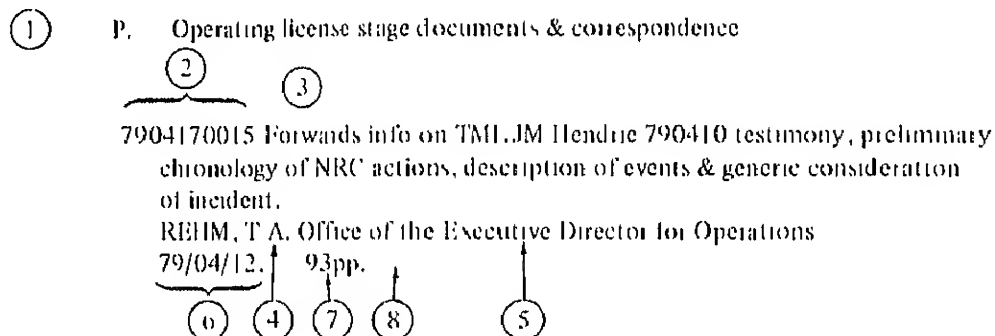 1 P. Operating license stage documents & correspondence
2
3
7904170015 Forwards info on TMI.JM Hendrie 790410 testimony, preliminary
chronology of NRC actions, description of events & generic consideration
of incident.
REHM, T A. Office of the Executive Director for Operations
79/04/12. 93pp.
6 4 7 8 5